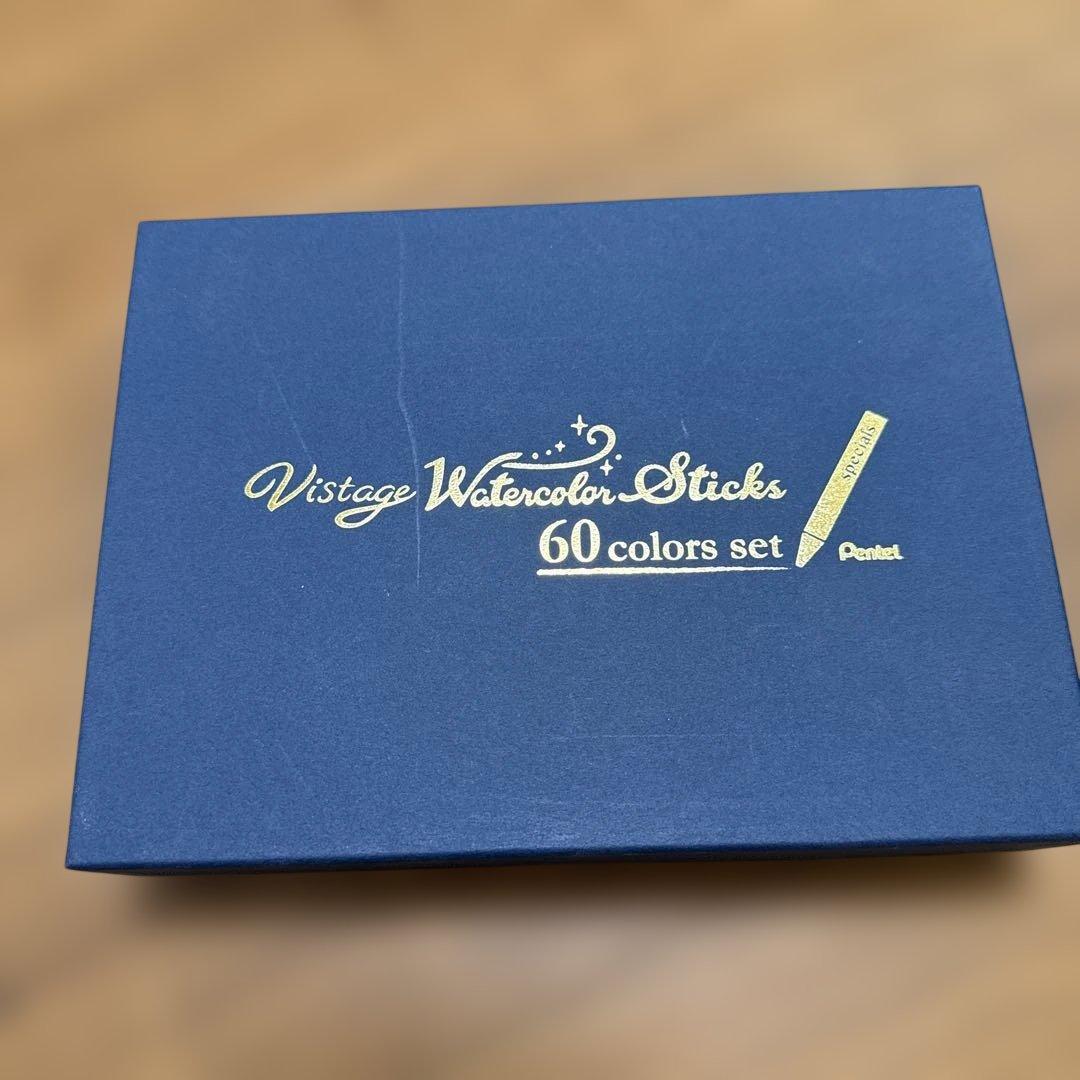 Vistage Watercolor Sticks
60 colors set
specials
Pentel